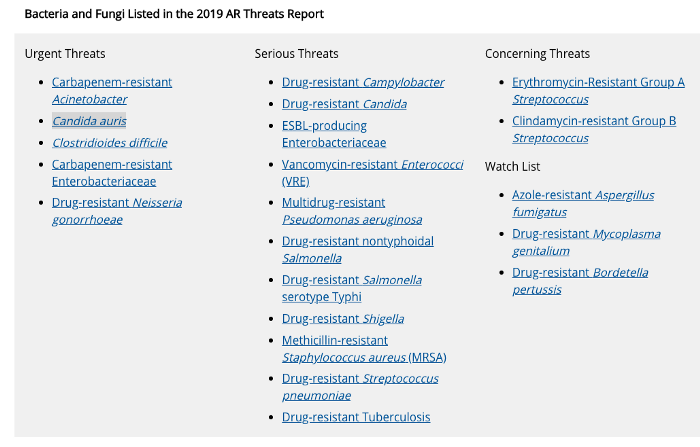 Bacteria and Fungi Listed in the 2019 AR Threats Report
Urgent Threats
Carbapenem-resistant
Acinetobacter
Candida auris
Clostridioides difficile
Carbapenem-resistant
Enterobacteriaceae
Drug-resistant Neisseria
gonorrhoeae
Serious Threats
Drug-resistant Campylobacter
Drug-resistant Candida
ESBL-producing
Enterobacteriaceae
Vancomycin-resistant Enterococci
(VRE)
Multidrug-resistant
Pseudomonas aeruginosa
Drug-resistant nontyphoidal
Salmonella
Drug-resistant Salmonella
serotype Typhi
Drug-resistant Shigella
Methicillin-resistant
Staphylococcus aureus (MRSA)
Drug-resistant Streptococcus
pneumoniae
Drug-resistant Tuberculosis
Concerning Threats
Erythromycin-Resistant Group A
Streptococcus
Clindamycin-resistant Group B
Streptococcus
Watch List
Azole-resistant Aspergillus
fumigatus
Drug-resistant Mycoplasma
genitalium
Drug-resistant Bordetella
pertussis